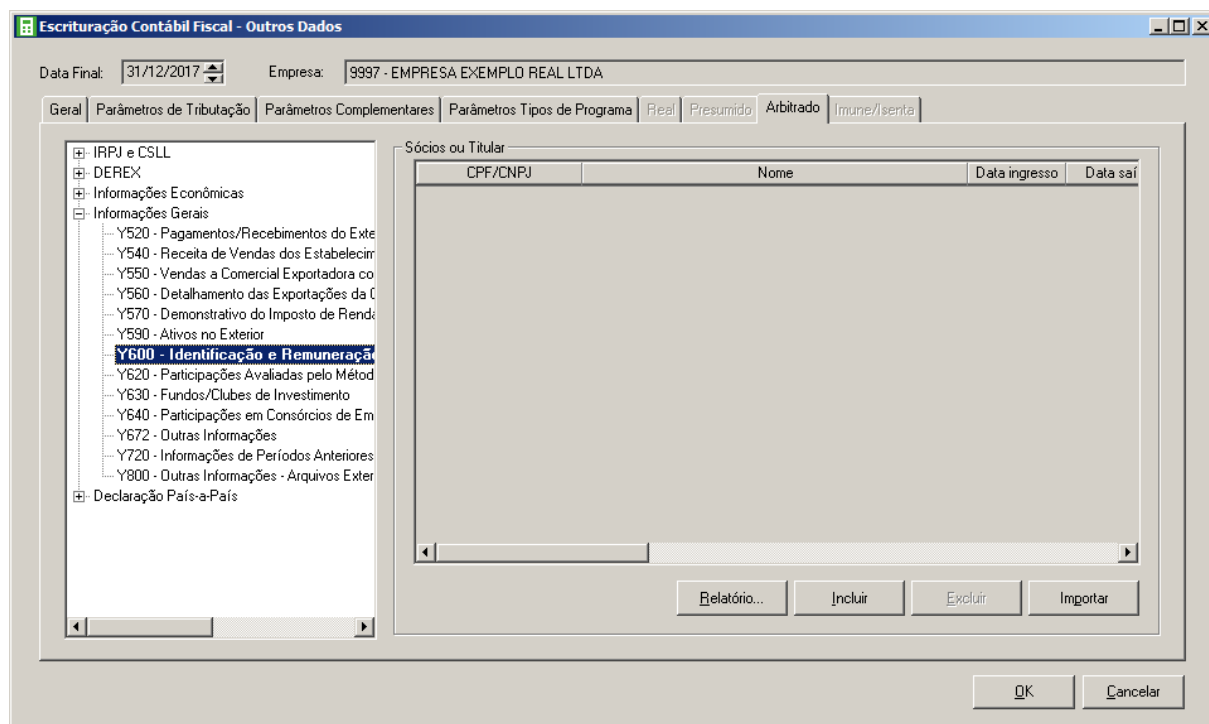 Escrituração Contábil Fiscal - Outros Dados
Data Final: 31/12/2017 Empresa: 9997 - EMPRESA EXEMPLO REAL LTDA
Geral Parâmetros de Tributação Parâmetros Complementares Parâmetros Tipos de Programa Real Presumido Arbitrado Imune/Isenta
IRPJ e CSLL
DEREX
Informações Econômicas
Informações Gerais
Y520 - Pagamentos/Recebimentos do Exte
Y540 - Receita de Vendas dos Estabelecim
Y550 - Vendas a Comercial Exportadora co
Y560 - Detalhamento das Exportações da C
Y570 - Demonstrativo do Imposto de Renda
Y590 - Ativos no Exterior
Y600 - Identificação e Remuneração
Y620 - Participações Avaliadas pelo Métod
Y630 - Fundos/Clubes de Investimento
Y640 - Participações em Consórcios de Em
Y672 - Outras Informações
Y720 - Informações de Períodos Anteriores
Y800 - Outras Informações - Arquivos Exter
Declaração País-a-País
Sócios ou Titular
CPF/CNPJ Nome Data ingresso Data saí
Relatório... Incluir Excluir Importar
OK Cancelar